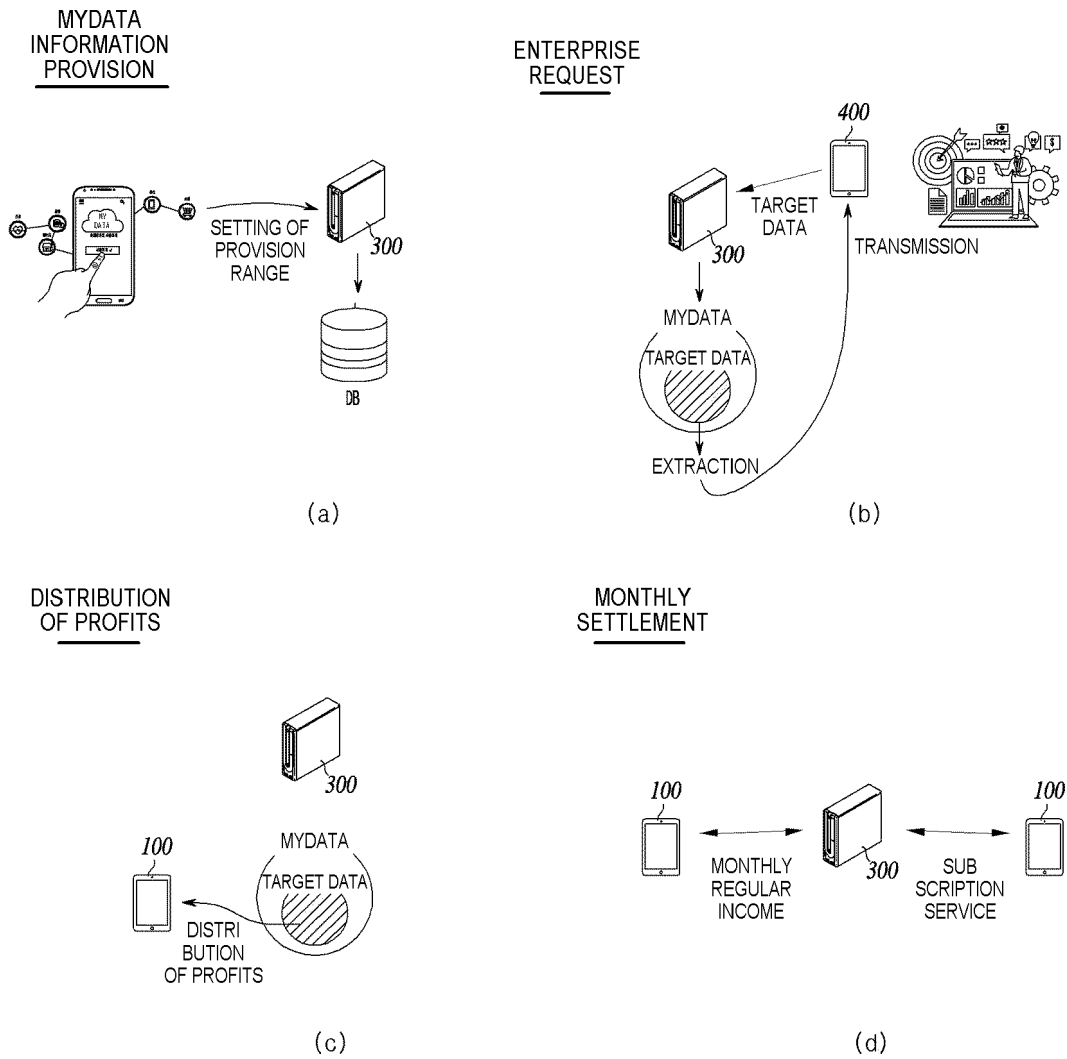 MYDATA
INFORMATION
PROVISION
MY
DATA
SETTING OF
PROVISION
RANGE
300
DB
(a)
ENTERPRISE
REQUEST
400
TARGET
DATA
300
TRANSMISSION
MYDATA
TARGET DATA
EXTRACTION
(b)
DISTRIBUTION
OF PROFITS
300
100
MYDATA
TARGET DATA
DISTRI
BUTION
OF PROFITS
(c)
MONTHLY
SETTLEMENT
100
MONTHLY
REGULAR
INCOME
300
SUB
SCRIPTION
SERVICE
100
(d)